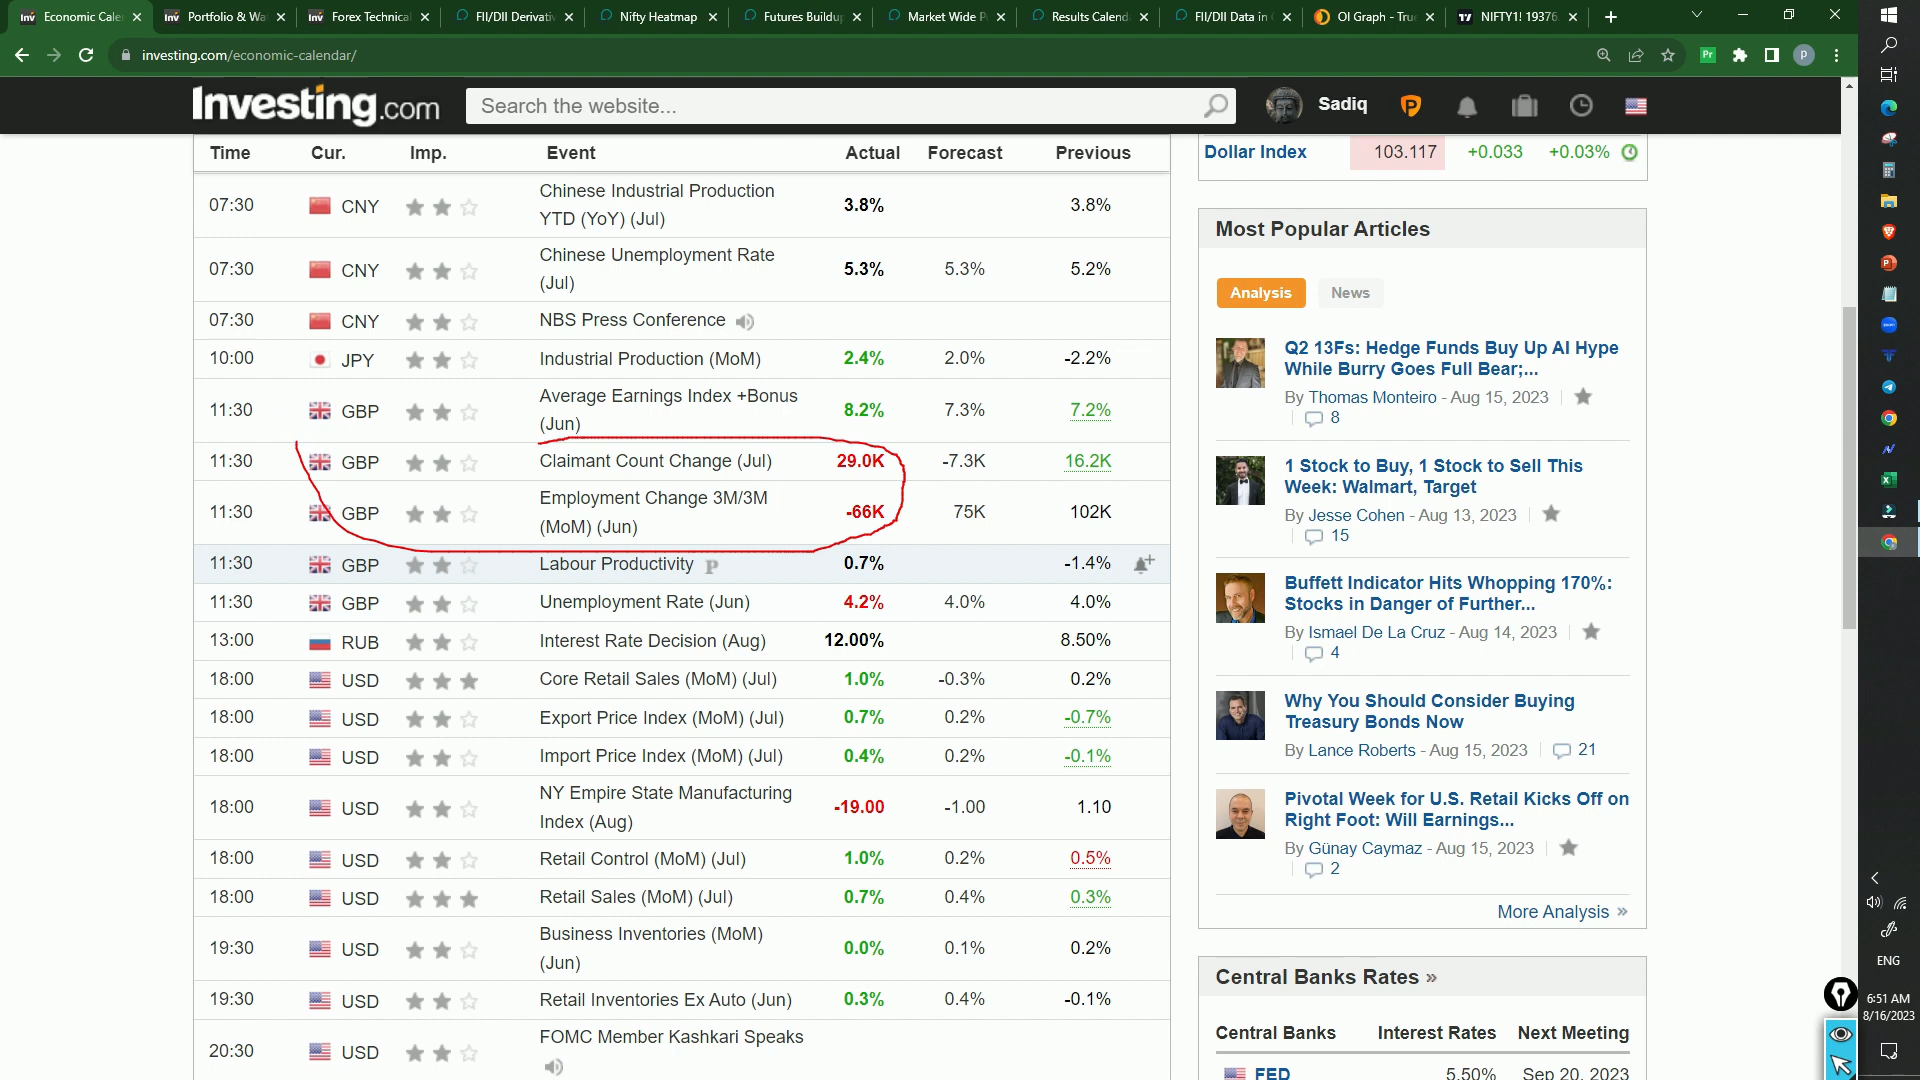 Economic Cale
Portfolio & Wa
Forex Technica
FII/DII Derivati
Nifty Heatmap
Futures Buildu
Market Wide P
Results Calend
FII/DII Data in C
OI Graph - True
NIFTY1! 19376.
investing.com/economic-calendar/
Investing.com
Search the website...
Sadiq
Time Cur. Imp. Event Actual Forecast Previous
07:30 CNY Chinese Industrial Production YTD (YoY) (Jul) 3.8% 3.8%
07:30 CNY Chinese Unemployment Rate (Jul) 5.3% 5.3% 5.2%
07:30 CNY NBS Press Conference
10:00 JPY Industrial Production (MoM) 2.4% 2.0% -2.2%
11:30 GBP Average Earnings Index +Bonus (Jun) 8.2% 7.3% 7.2%
11:30 GBP Claimant Count Change (Jul) 29.0K -7.3K 16.2K
11:30 GBP Employment Change 3M/3M (MoM) (Jun) -66K 75K 102K
11:30 GBP Labour Productivity P 0.7% -1.4%
11:30 GBP Unemployment Rate (Jun) 4.2% 4.0% 4.0%
13:00 RUB Interest Rate Decision (Aug) 12.00% 8.50%
18:00 USD Core Retail Sales (MoM) (Jul) 1.0% -0.3% 0.2%
18:00 USD Export Price Index (MoM) (Jul) 0.7% 0.2% -0.7%
18:00 USD Import Price Index (MoM) (Jul) 0.4% 0.2% -0.1%
18:00 USD NY Empire State Manufacturing Index (Aug) -19.00 -1.00 1.10
18:00 USD Retail Control (MoM) (Jul) 1.0% 0.2% 0.5%
18:00 USD Retail Sales (MoM) (Jul) 0.7% 0.4% 0.3%
19:30 USD Business Inventories (MoM) (Jun) 0.0% 0.1% 0.2%
19:30 USD Retail Inventories Ex Auto (Jun) 0.3% 0.4% -0.1%
20:30 USD FOMC Member Kashkari Speaks
Dollar Index 103.117 +0.033 +0.03%
Most Popular Articles
Analysis News
Q2 13Fs: Hedge Funds Buy Up AI Hype
While Burry Goes Full Bear;...
By Thomas Monteiro - Aug 15, 2023
8
1 Stock to Buy, 1 Stock to Sell This
Week: Walmart, Target
By Jesse Cohen - Aug 13, 2023
15
Buffett Indicator Hits Whopping 170%:
Stocks in Danger of Further...
By Ismael De La Cruz - Aug 14, 2023
4
Why You Should Consider Buying
Treasury Bonds Now
By Lance Roberts - Aug 15, 2023 21
Pivotal Week for U.S. Retail Kicks Off on
Right Foot: Will Earnings...
By Günay Caymaz - Aug 15, 2023
2
More Analysis »
Central Banks Rates »
Central Banks Interest Rates Next Meeting
FED 5.50% Sep 20, 2023
ENG
6:51 AM
8/16/2023